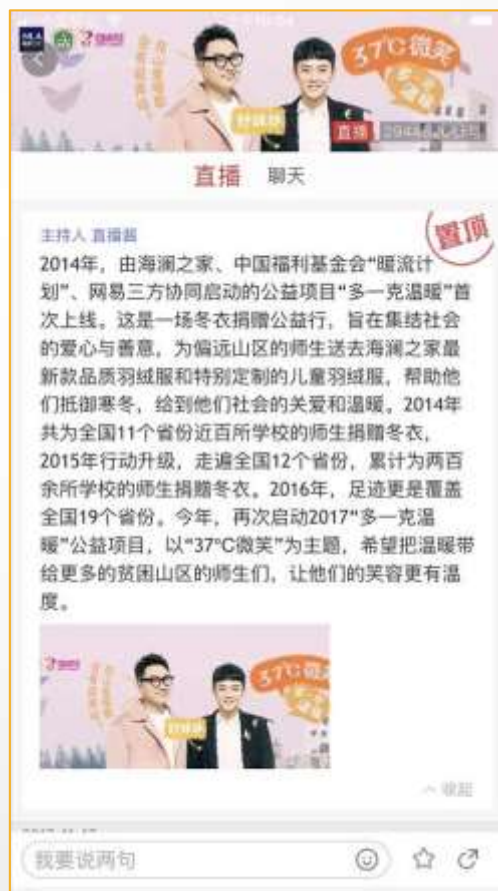 37℃微笑
直播
直播 聊天
置顶
主持人 直播酱
2014年，由海澜之家、中国福利基金会“暖流计
划”、网易三方协同启动的公益项目“多一克温暖”首
次上线。这是一场冬衣捐赠公益行，旨在集结社会
的爱心与善意，为偏远山区的师生送去海澜之家最
新款品质羽绒服和特别定制的儿童羽绒服，帮助他
们抵御寒冬，给到他们社会的关爱和温暖。2014年
共为全国11个省份近百所学校的师生捐赠冬衣，
2015年行动升级，走遍全国12个省份，累计为两百
余所学校的师生捐赠冬衣。2016年，足迹更是覆盖
全国19个省份。今年，再次启动2017“多一克温
暖”公益项目，以“37℃微笑”为主题，希望把温暖带
给更多的贫困山区的师生们，让他们的笑容更有温
度。
收起
我要说两句